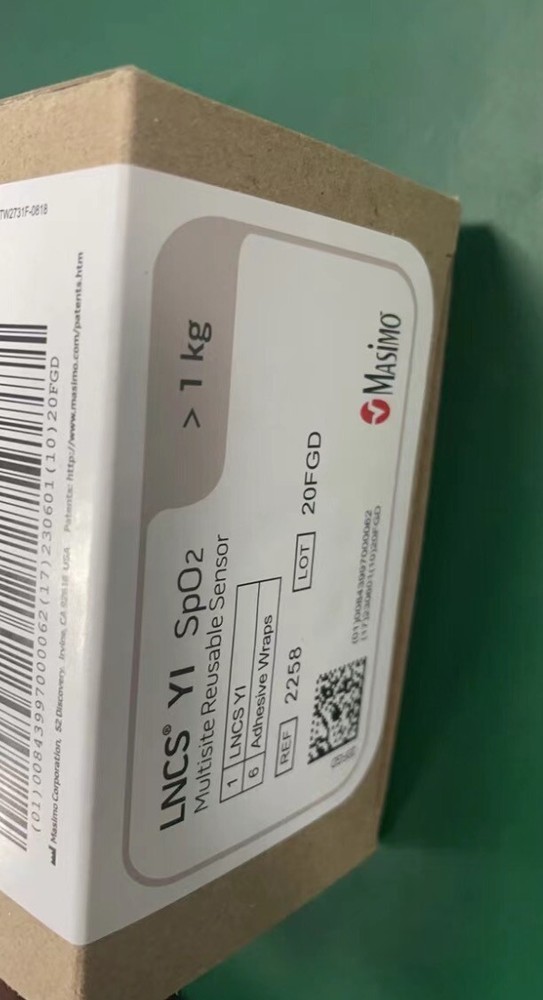 TW2731F-0818
(01)00843997000062(17)230601(10)20FGD
Masimo Corporation, 52 Discovery, Irvine, CA 92618 USA Patents: http://www.masimo.com/patents.htm
> 1 kg
LNCS® YI SpO2
Multisite Reusable Sensor
1 LNCS YI
6 Adhesive Wraps
REF 2258
LOT 20FGD
(01)00843997000062
(17)230601(10)20FGD
MASIMO